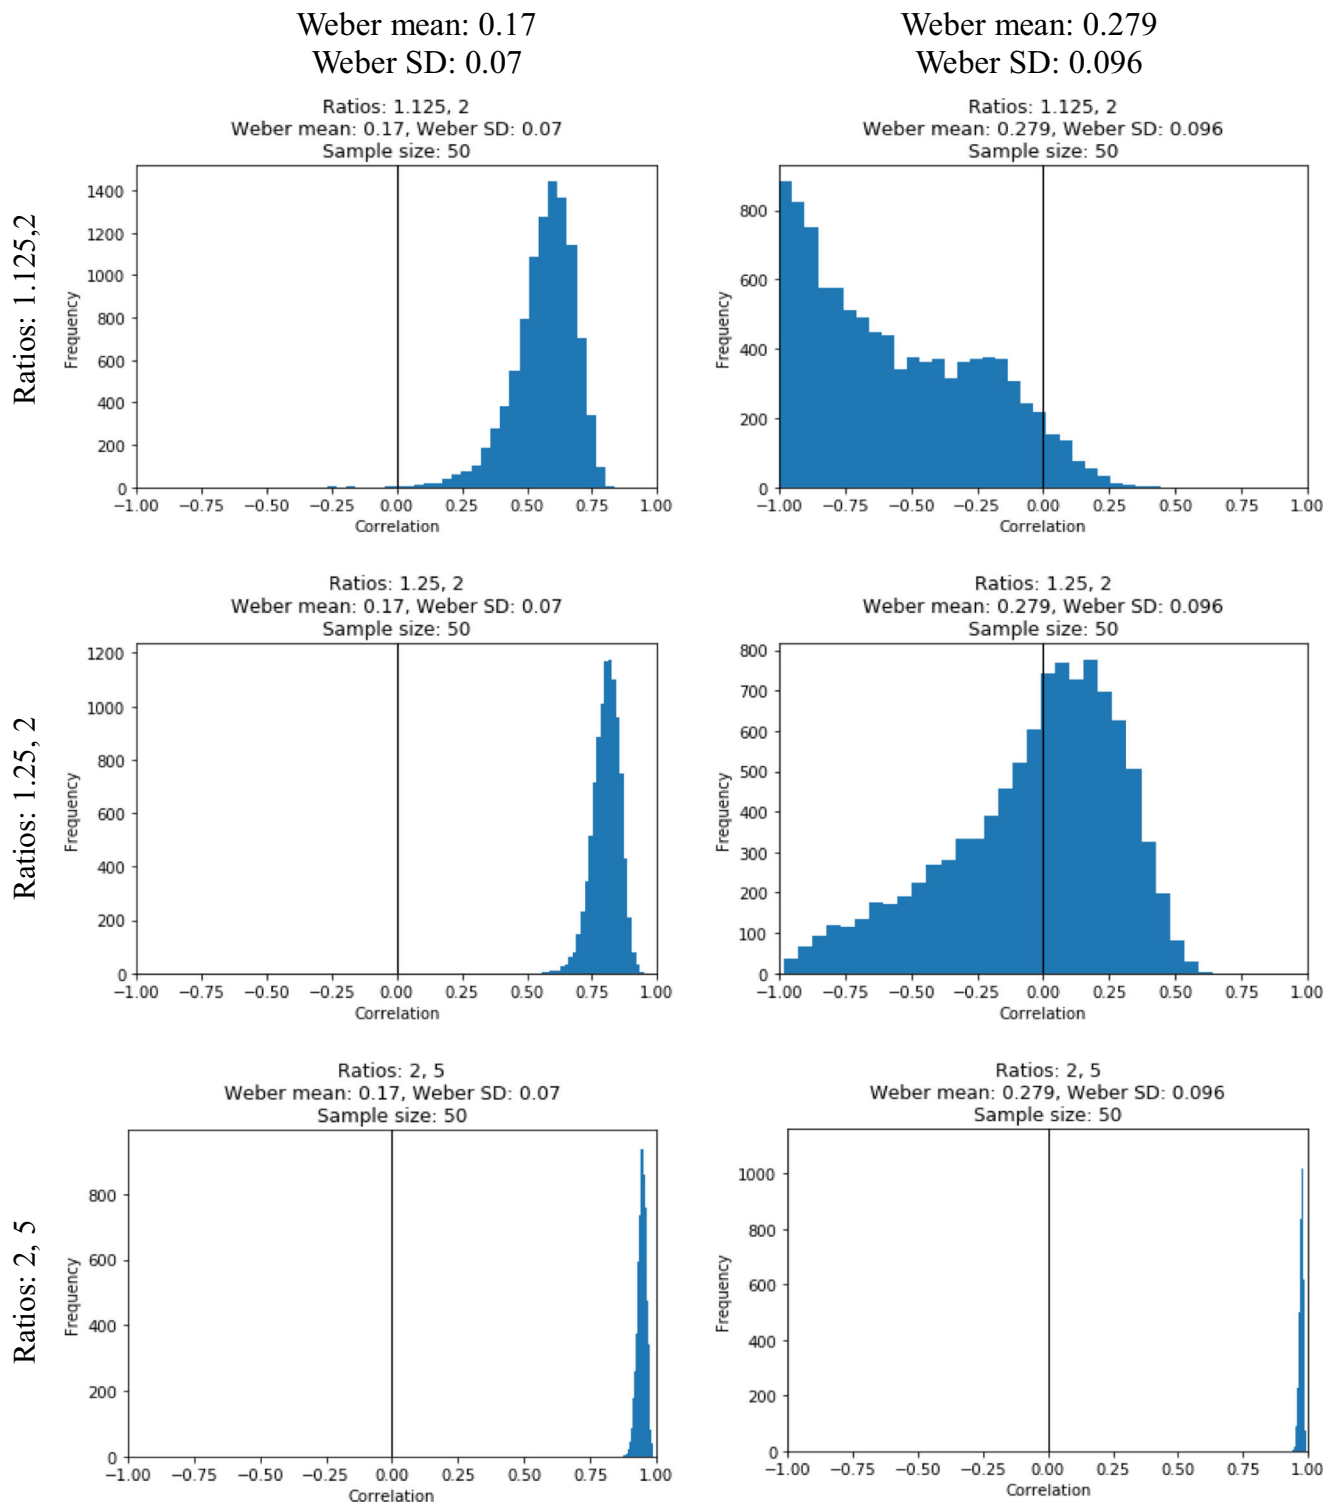 Weber mean: 0.17
Weber SD: 0.07
Weber mean: 0.279
Weber SD: 0.096
Ratios: 1.125,2
Ratios: 1.125, 2
Weber mean: 0.17, Weber SD: 0.07
Sample size: 50
1400
1200
1000
800
600
400
200
0
Frequency
−1.00 −0.75 −0.50 −0.25 0.00 0.25 0.50 0.75 1.00
Correlation
Ratios: 1.125, 2
Weber mean: 0.279, Weber SD: 0.096
Sample size: 50
800
600
400
200
0
Frequency
−1.00 −0.75 −0.50 −0.25 0.00 0.25 0.50 0.75 1.00
Correlation
Ratios: 1.25, 2
Ratios: 1.25, 2
Weber mean: 0.17, Weber SD: 0.07
Sample size: 50
1200
1000
800
600
400
200
0
Frequency
−1.00 −0.75 −0.50 −0.25 0.00 0.25 0.50 0.75 1.00
Correlation
Ratios: 1.25, 2
Weber mean: 0.279, Weber SD: 0.096
Sample size: 50
800
700
600
500
400
300
200
100
0
Frequency
−1.00 −0.75 −0.50 −0.25 0.00 0.25 0.50 0.75 1.00
Correlation
Ratios: 2, 5
Ratios: 2, 5
Weber mean: 0.17, Weber SD: 0.07
Sample size: 50
800
600
400
200
0
Frequency
−1.00 −0.75 −0.50 −0.25 0.00 0.25 0.50 0.75 1.00
Correlation
Ratios: 2, 5
Weber mean: 0.279, Weber SD: 0.096
Sample size: 50
1000
800
600
400
200
0
Frequency
−1.00 −0.75 −0.50 −0.25 0.00 0.25 0.50 0.75 1.00
Correlation